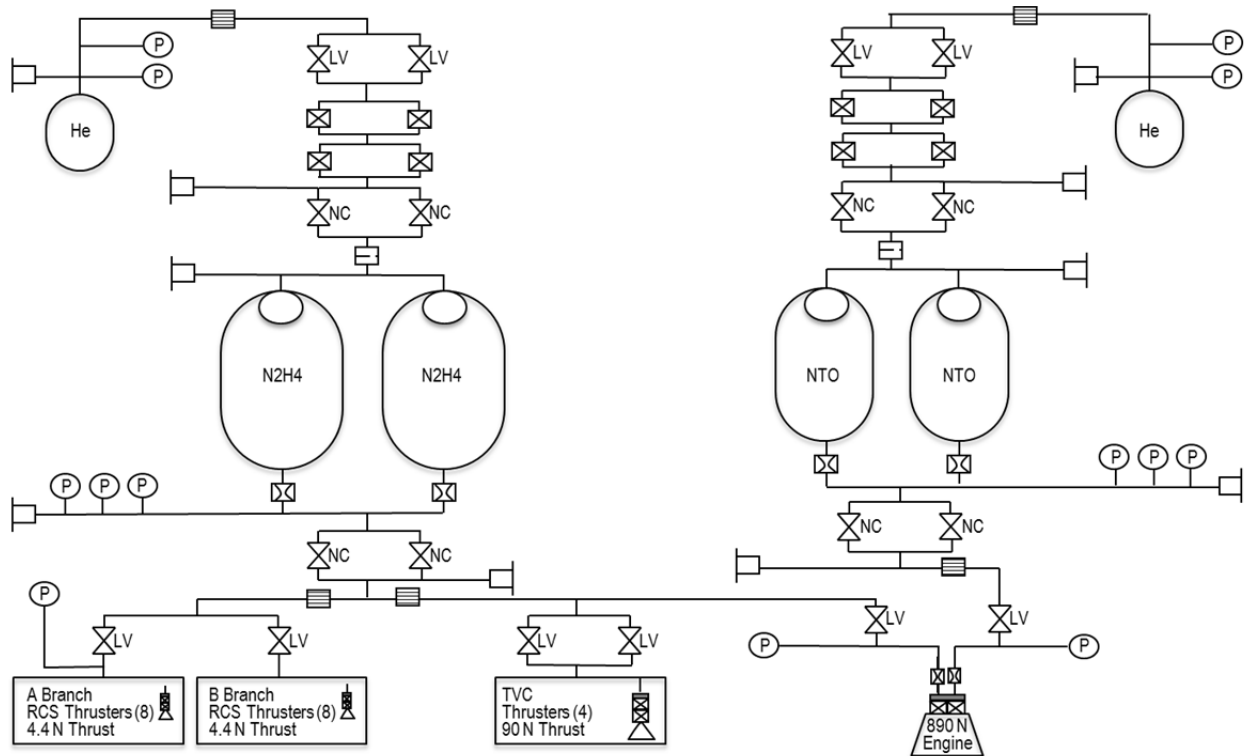 P
P
He
LV
LV
NC
NC
N2H4
N2H4
P
P
P
NC
NC
P
LV
LV
LV
LV
A Branch
RCS Thrusters (8)
4.4 N Thrust
B Branch
RCS Thrusters (8)
4.4 N Thrust
TVC
Thrusters (4)
90 N Thrust
LV
LV
P
P
He
NC
NC
NTO
NTO
P
P
P
NC
NC
LV
LV
P
P
890 N
Engine